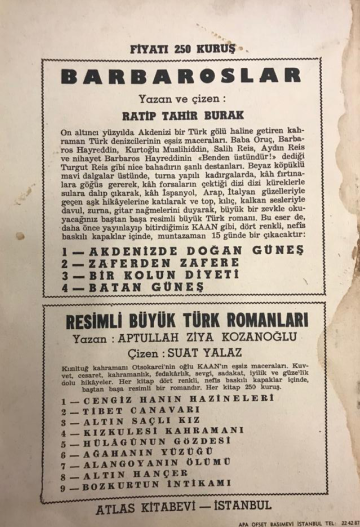 FİYATI 250 KURUŞ
BARBAROSLAR
Yazan ve çizen :
RATIP TAHİR BURAK
On altıncı yüzyılda Akdenizi bir Türk gölü haline getiren kah-
raman Türk denizcilerinin eşsiz maceraları. Baba Oruç, Barba-
ros Hayreddin, Kurtoğlu Muslihiddin, Salih Reis, Aydın Reis
ve nihayet Barbaros Hayreddinin «Benden üstündür!» dediği
Turgut Reis gibi nice bahadırın şanlı destanları. Beyaz köpüklü
mavi dalgalar üstünde, turna yapılı kadırgalarda, kâh fırtına-
lara göğüs gererek, kâh forsaların çektiği dizi dizi küreklerle
sulara dalıp çıkarak, kâh İspanyol, Arap, İtalyan güzelleriyle
geçen aşk hikâyelerine katılarak ve top, kılıç, kalkan sesleriyle
davul, zurna, gitar nağmelerini duyarak, büyük bir zevkle oku-
yacağınız baştan başa resimli büyük Türk romanı. Bu eser de,
daha önce yayınlayıp bitirdiğimiz KAAN gibi, dört renkli, nefis
baskılı kapaklar içinde, muntazaman 15 günde bir çıkacaktır:
1 — AKDENİZDE DOĞAN GÜNEŞ
2 — ZAFERDEN ZAFERE
3 — BİR KOLUN DİYETİ
4 — BATAN GÜNEŞ
RESİMLİ BÜYÜK TÜRK ROMANLARI
Yazan : APTULLAH ZİYA KOZANOĞLU
Çizen : SUAT YALAZ
Kızıltuğ kahramanı Otsukarcı'nin oğlu KAAN'ın eşsiz maceraları. Kuv-
vet, cesaret, kahramanlık, fedakârlık, sevgi, sadakat, iyilik ve güze'lik
dolu hikâyeler. Her kitap dört renkli, nefis baskılı kapaklar içinde,
baştan başa resimli bir romandır. Her kitap 250 kuruş.
1 — CENGİZ HANIN HAZİNELERİ
2 — TİBET CANAVARI
3 — ALTIN SAÇLI KIZ
4 — KIZKULESİ KAHRAMANI
5 — HÜLÂGÛNUN GÖZDESİ
6 — AĞAHANIN YÜZÜĞÜ
7 — ALANGOYANIN ÖLÜMÜ
8 — ALTIN HANÇER
9 — BOZKURTUN İNTİKAMI
ATLAS KİTABEVİ — İSTANBUL
APA OFSET BASIMEVİ İSTANBUL TEL: